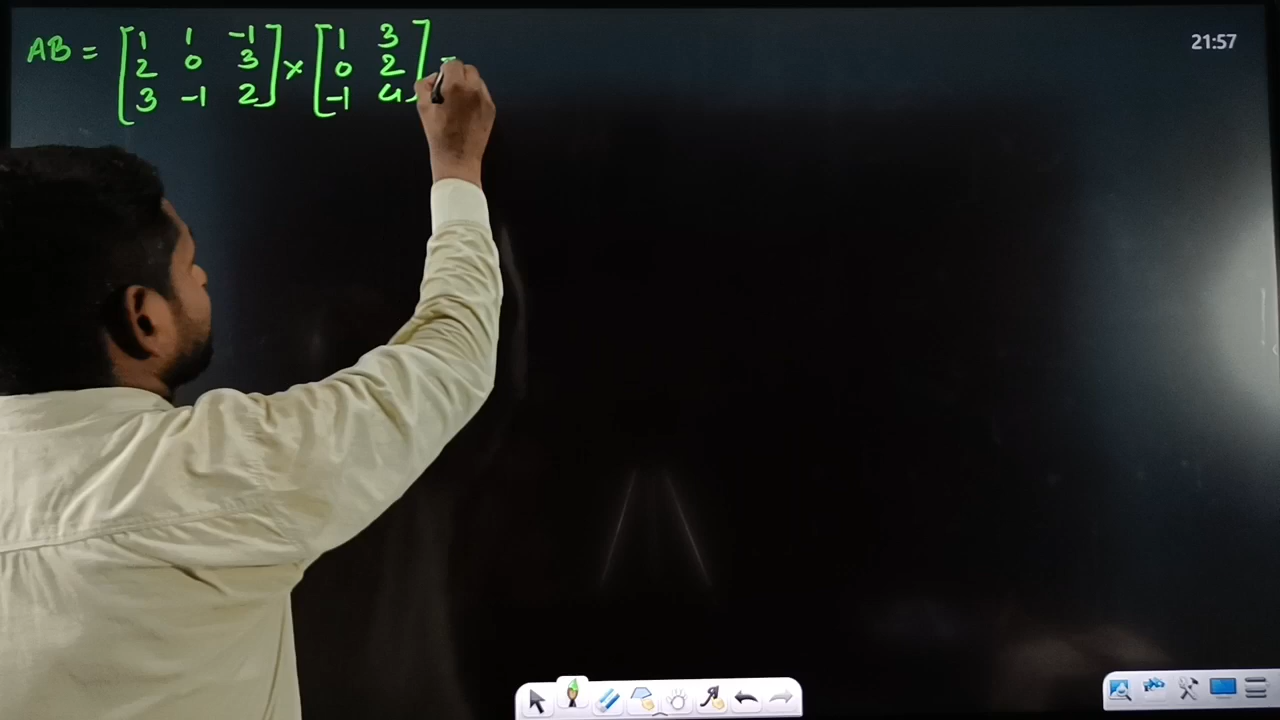 AB = [1 1 -1] × [1 3] =
[2 0 3] [0 2]
[3 -1 2] [-1 4]
21:57